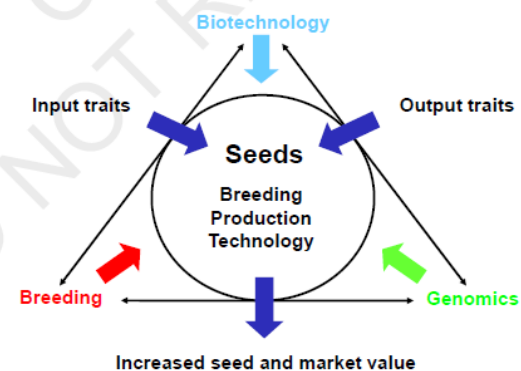 Biotechnology
Input traits
Output traits
Seeds
Breeding
Production
Technology
Breeding
Genomics
Increased seed and market value